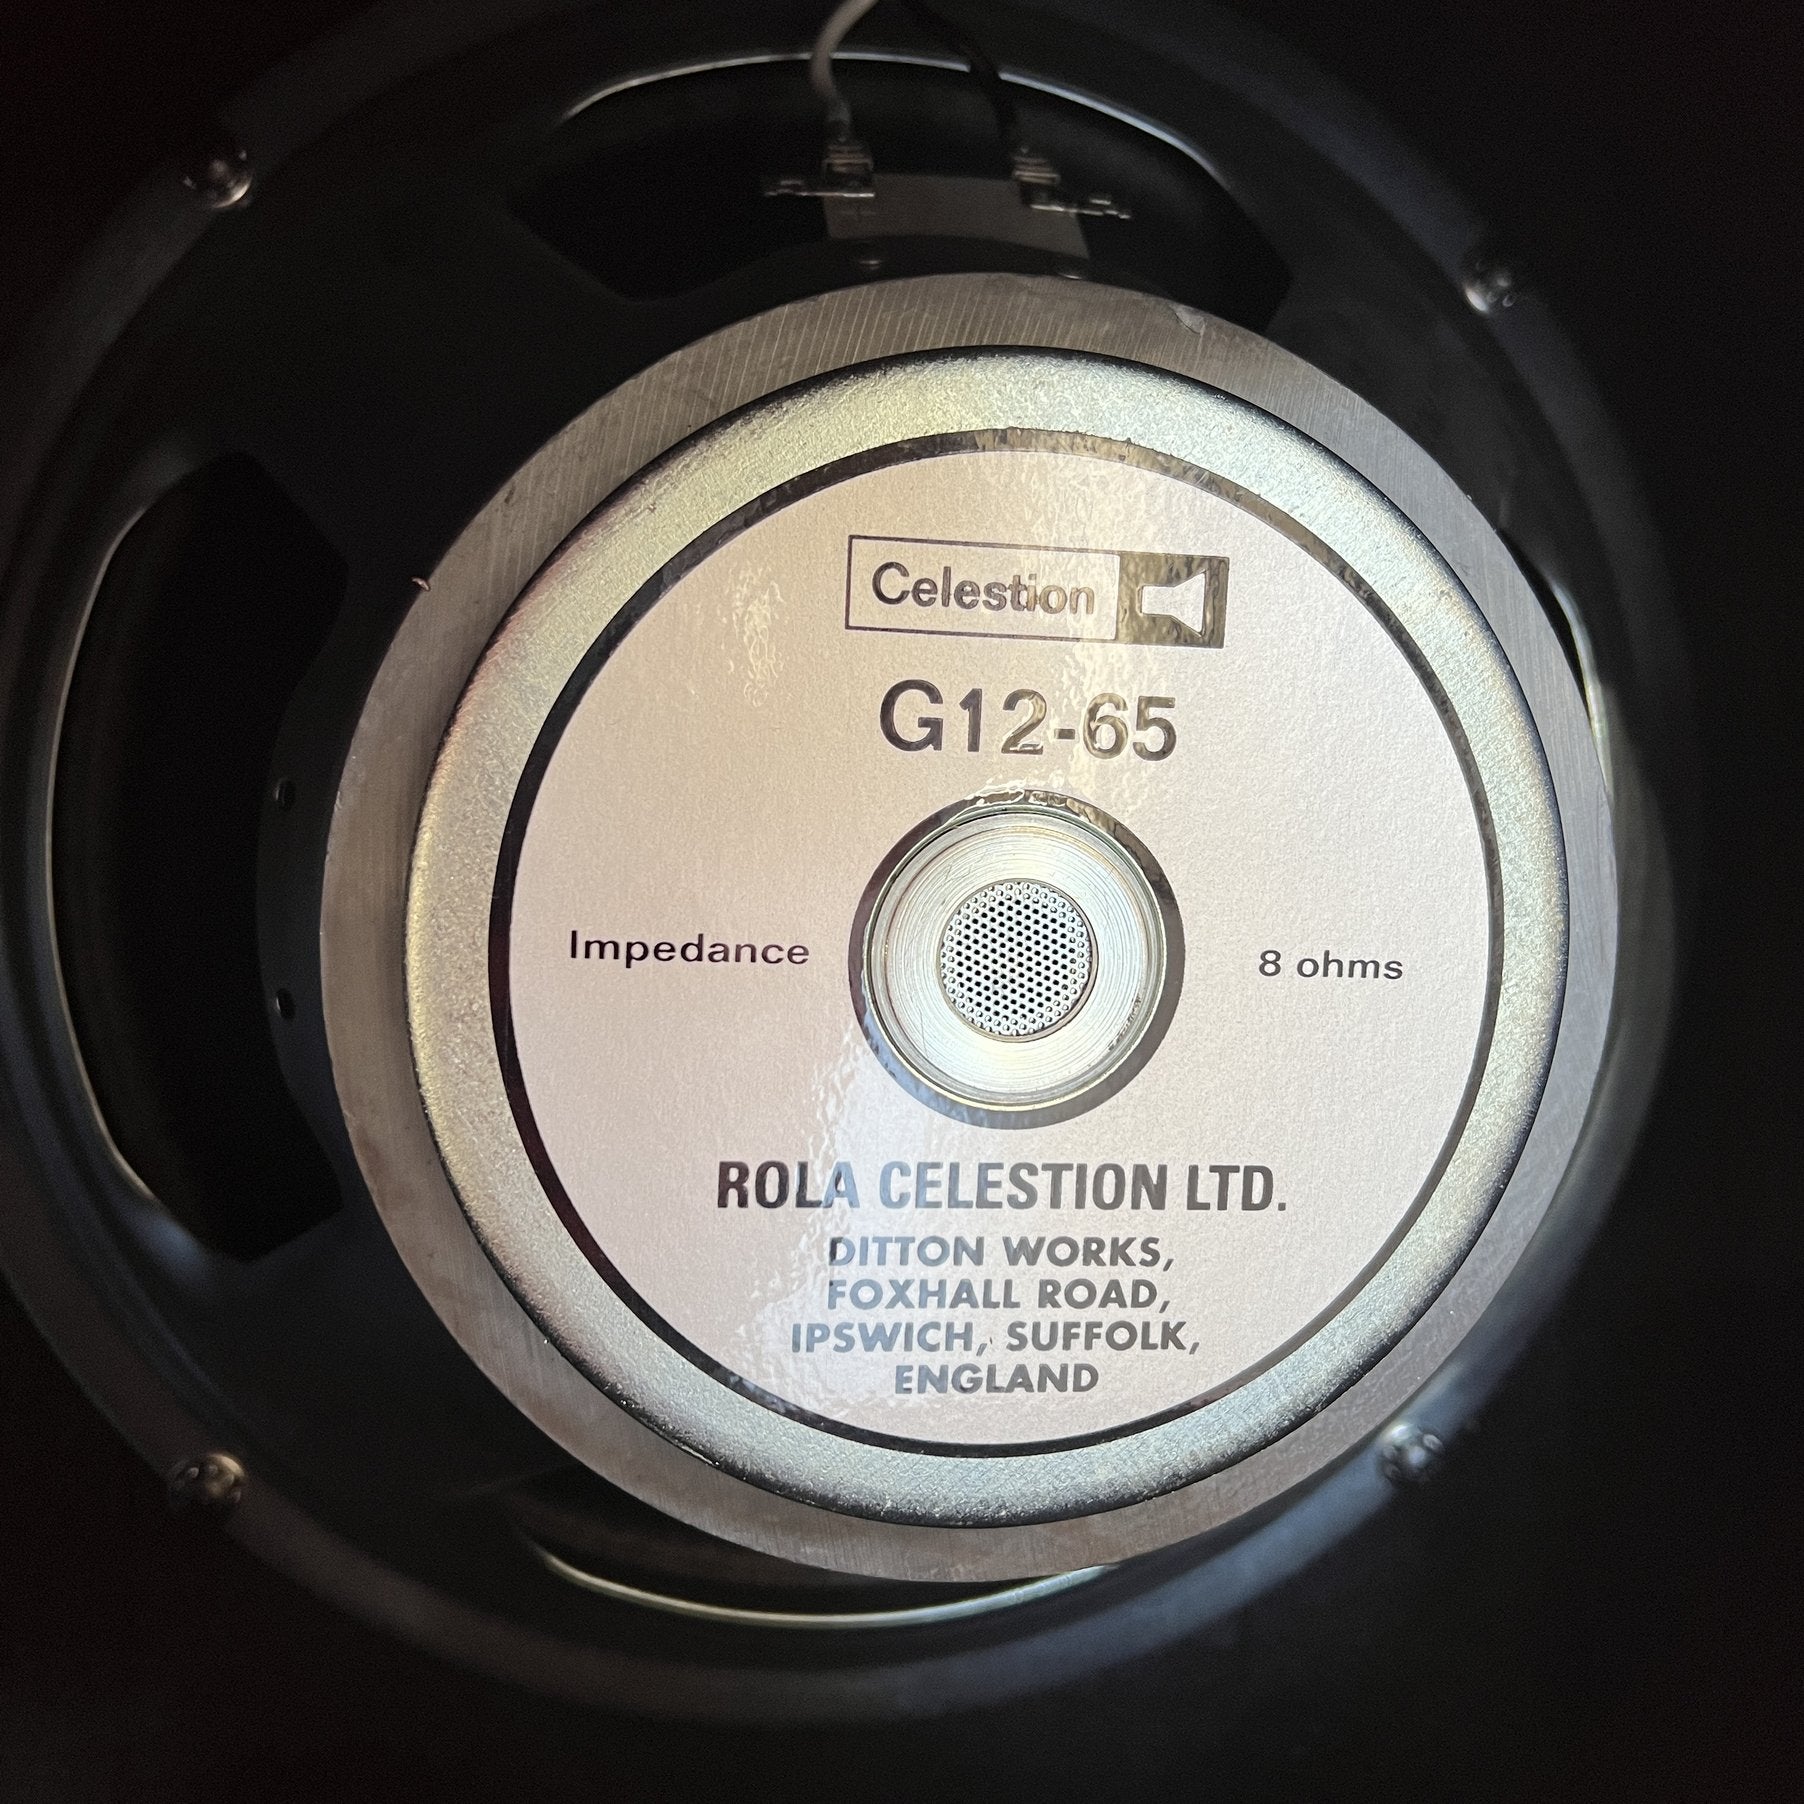 Celestion
G12-65
Impedance
8 ohms
ROLA CELESTION LTD.
DITTON WORKS,
FOXHALL ROAD,
IPSWICH, SUFFOLK,
ENGLAND